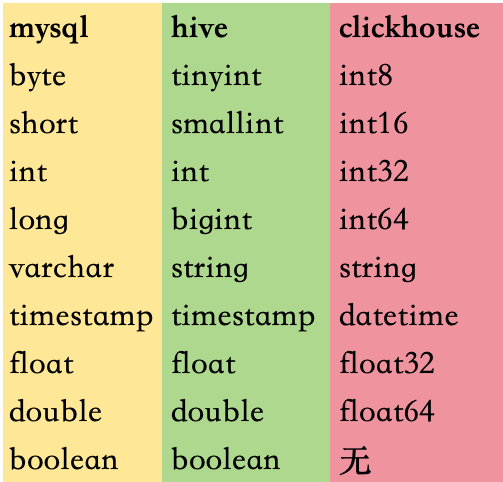 mysql hive clickhouse
byte tinyint int8
short smallint int16
int int int32
long bigint int64
varchar string string
timestamp timestamp datetime
float float float32
double double float64
boolean boolean 无